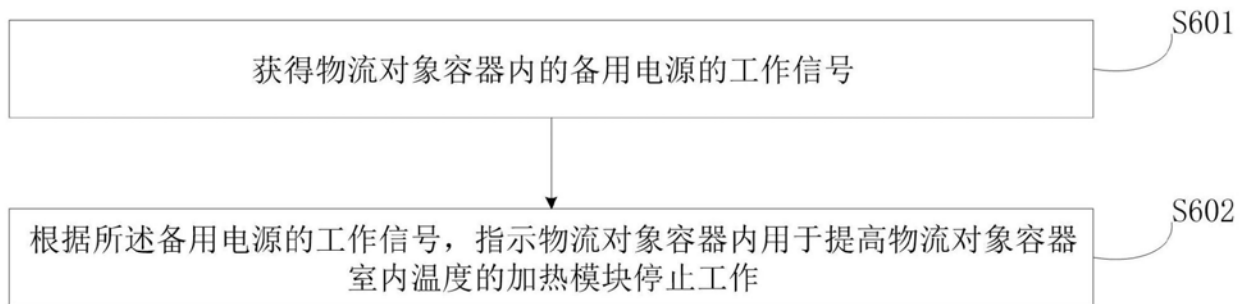 S601
获得物流对象容器内的备用电源的工作信号
S602
根据所述备用电源的工作信号，指示物流对象容器内用于提高物流对象容器
室内温度的加热模块停止工作